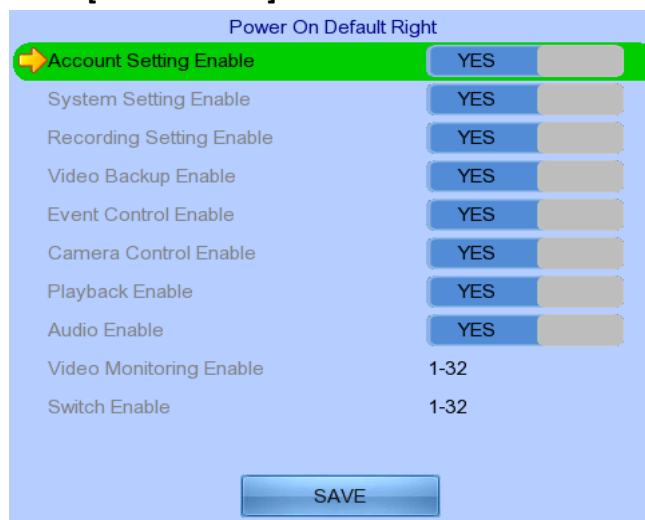 Power On Default Right
Account Setting Enable YES
System Setting Enable YES
Recording Setting Enable YES
Video Backup Enable YES
Event Control Enable YES
Camera Control Enable YES
Playback Enable YES
Audio Enable YES
Video Monitoring Enable 1-32
Switch Enable 1-32
SAVE